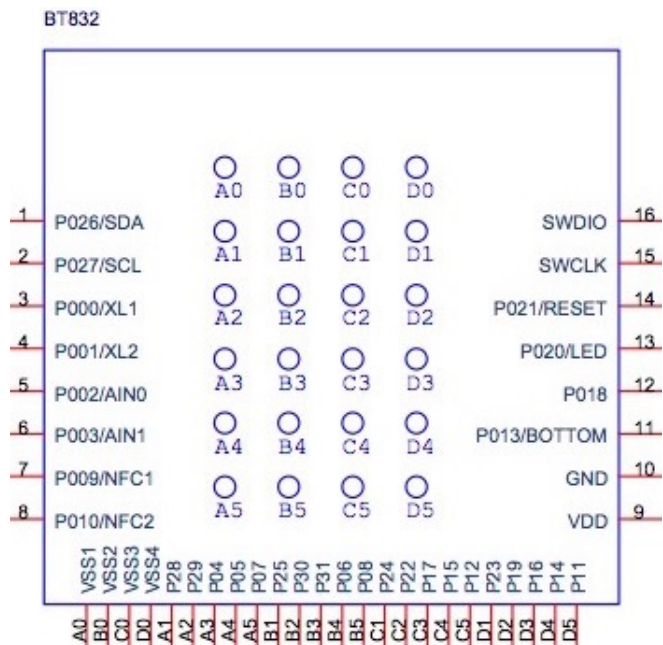 BT832
A0 B0 C0 D0
1 P026/SDA SWDIO 16
A1 B1 C1 D1
2 P027/SCL SWCLK 15
A2 B2 C2 D2
3 P000/XL1 P021/RESET 14
4 P001/XL2 P020/LED 13
A3 B3 C3 D3
5 P002/AIN0 P018 12
6 P003/AIN1 P013/BOTTOM 11
A4 B4 C4 D4
7 P009/NFC1 GND 10
A5 B5 C5 D5
8 P010/NFC2 VDD 9
VSS1 VSS2 VSS3 VSS4 P28 P29 P04 P05 P07 P25 P30 P31 P06 P08 P24 P22 P17 P15 P12 P23 P19 P16 P14 P11
A0 B0 C0 D0 A1 A2 A3 A4 A5 B1 B2 B3 B4 B5 C1 C2 C3 C4 C5 D1 D2 D3 D4 D5